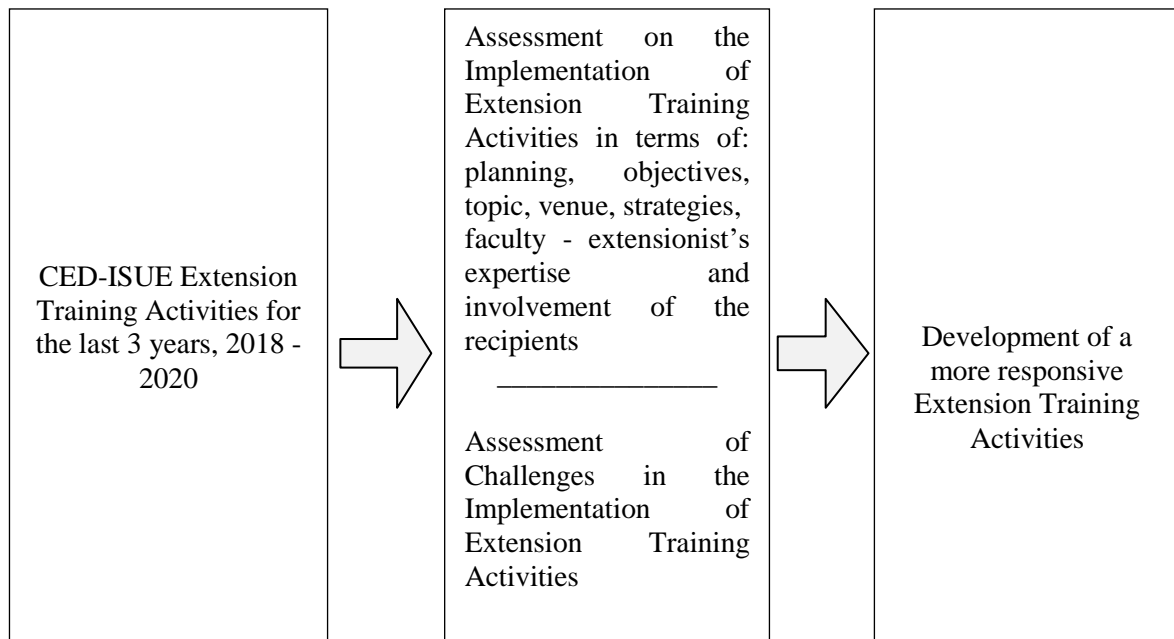 CED-ISUE Extension
Training Activities for
the last 3 years, 2018 -
2020
Assessment on the
Implementation of
Extension Training
Activities in terms of:
planning, objectives,
topic, venue, strategies,
faculty - extensionist’s
expertise and
involvement of the
recipients
Assessment of
Challenges in the
Implementation of
Extension Training
Activities
Development of a
more responsive
Extension Training
Activities